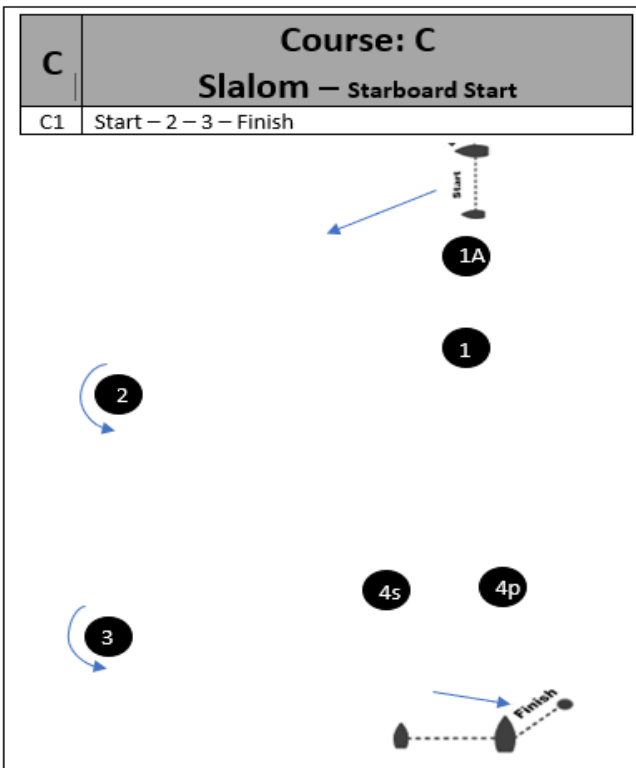 C
Course: C
Slalom – Starboard Start
C1 Start – 2 – 3 – Finish
Start
1A
1
2
4s 4p
3
Finish